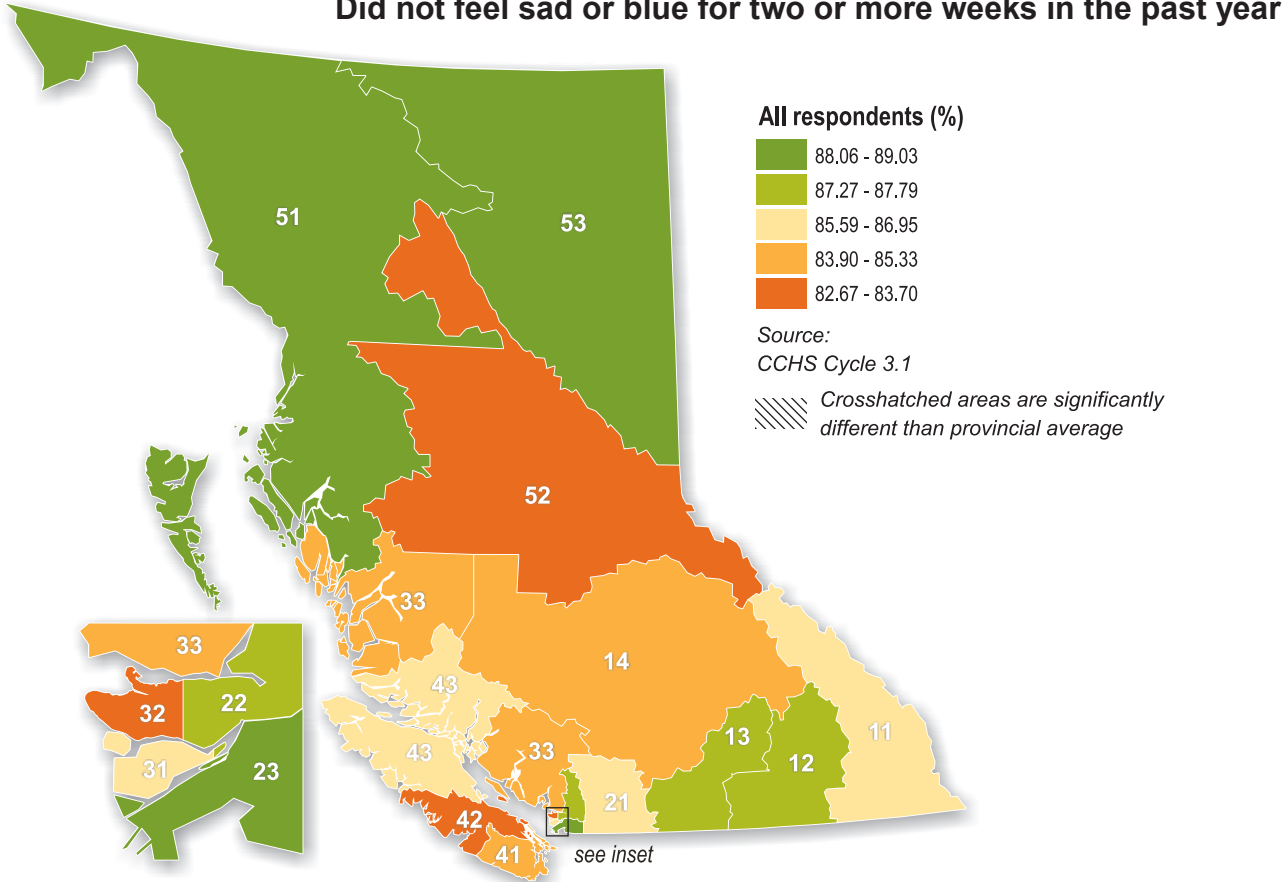 Did not feel sad or blue for two or more weeks in the past year
All respondents (%)
88.06 - 89.03
87.27 - 87.79
85.59 - 86.95
83.90 - 85.33
82.67 - 83.70
Source:
CCHS Cycle 3.1
Crosshatched areas are significantly
different than provincial average
51
53
52
33
14
43
43
33
13
12
11
21
42
41
see inset
33
32
22
31
23